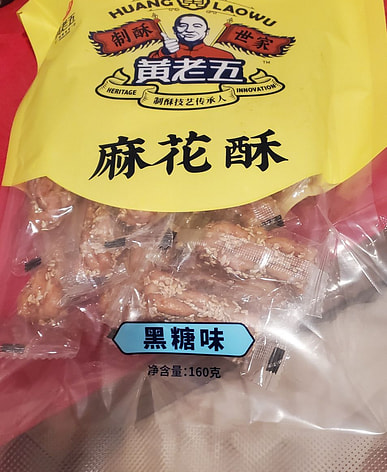 HUANG LAOWU
制酥 世家
黄老五
TM
HERITAGE INNOVATION
制酥技艺传承人
麻花酥
黑糖味
净含量:160克